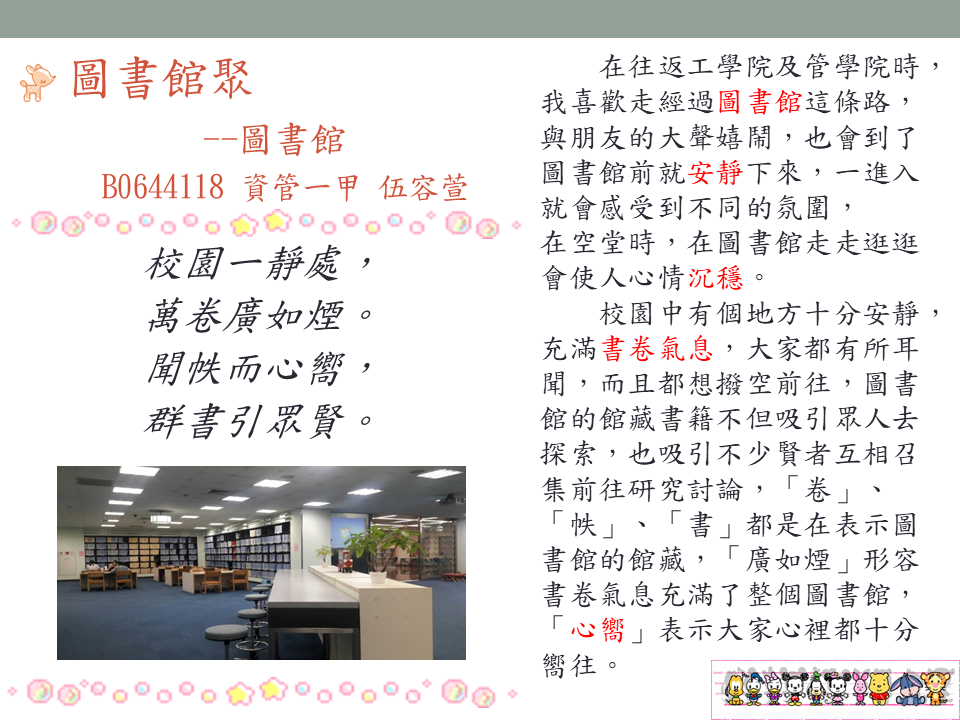 圖書館聚
--圖書館
B0644118 資管一甲 伍容萱
校園一靜處，
萬卷廣如煙。
聞帙而心嚮，
群書引眾賢。
在往返工學院及管學院時，
我喜歡走經過圖書館這條路，
與朋友的大聲嬉鬧，也會到了
圖書館前就安靜下來，一進入
就會感受到不同的氛圍，
在空堂時，在圖書館走走逛逛
會使人心情沉穩。
校園中有個地方十分安靜，
充滿書卷氣息，大家都有所耳
聞，而且都想撥空前往，圖書
館的館藏書籍不但吸引眾人去
探索，也吸引不少賢者互相召
集前往研究討論，「卷」、
「帙」、「書」都是在表示圖
書館的館藏，「廣如煙」形容
書卷氣息充滿了整個圖書館，
「心嚮」表示大家心裡都十分
嚮往。